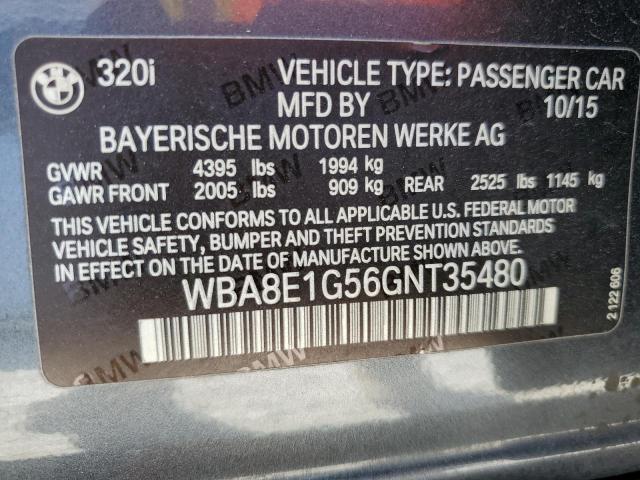 320i VEHICLE TYPE: PASSENGER CAR
MFD BY 10/15
BAYERISCHE MOTOREN WERKE AG
GVWR 4395 lbs 1994 kg
GAWR FRONT 2005 lbs 909 kg REAR 2525 lbs 1145 kg
THIS VEHICLE CONFORMS TO ALL APPLICABLE U.S. FEDERAL MOTOR
VEHICLE SAFETY, BUMPER AND THEFT PREVENTION STANDARDS
IN EFFECT ON THE DATE OF MANUFACTURE SHOWN ABOVE.
WBA8E1G56GNT35480
2 122 606